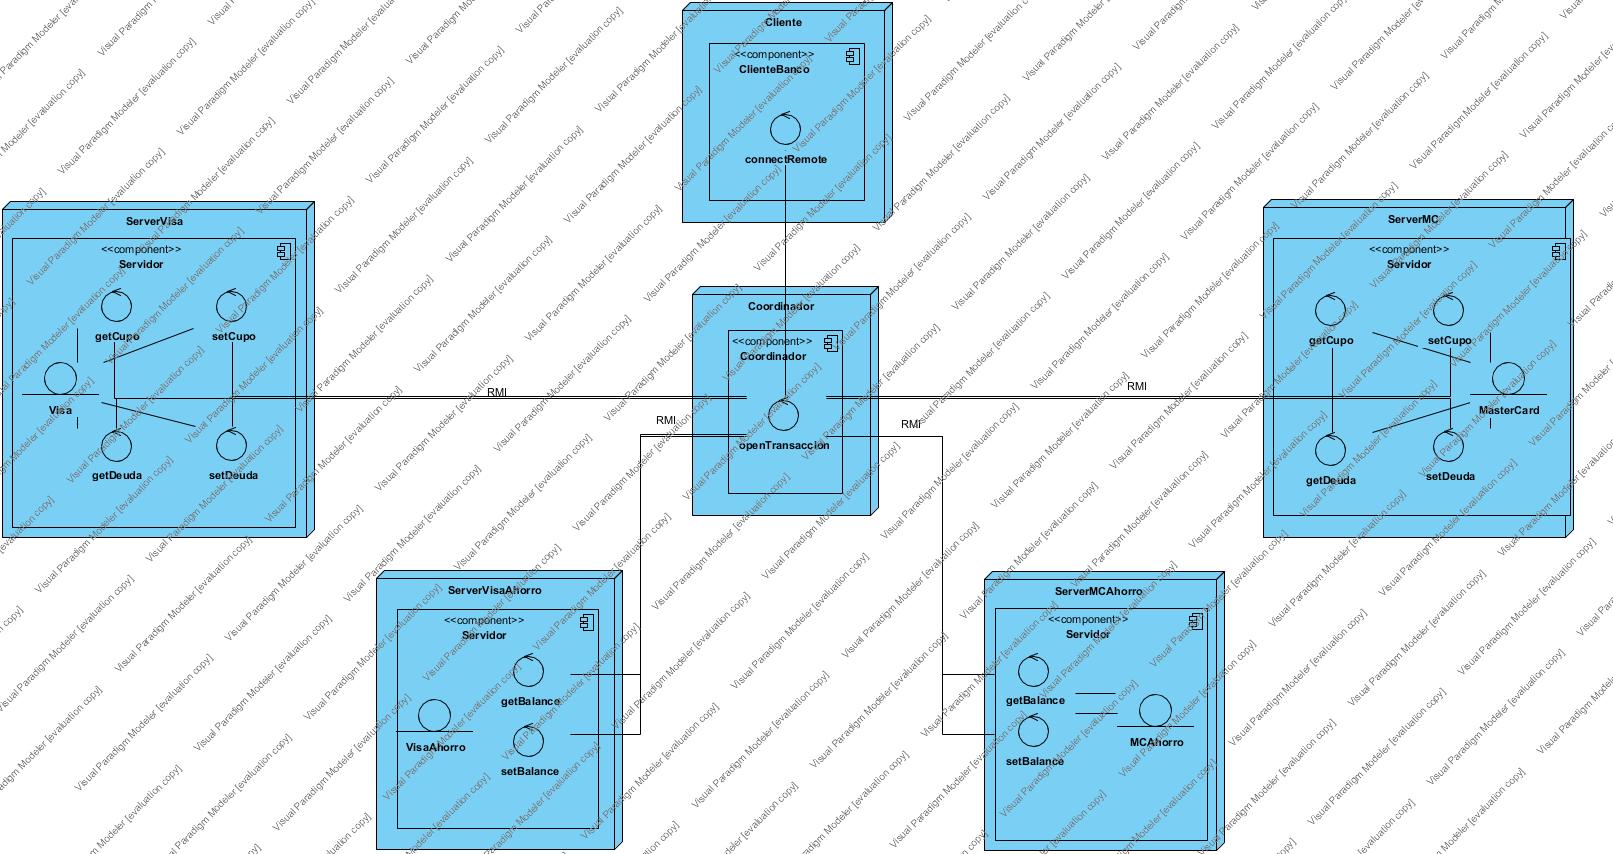 Cliente
<<component>>
ClienteBanco
connectRemote
ServerVisa
<<component>>
Servidor
getCupo
setCupo
Visa
getDeuda
setDeuda
RMI
RMI
Coordinador
<<component>>
Coordinador
openTransaccion
RMI
RMI
ServerMC
<<component>>
Servidor
getCupo
setCupo
MasterCard
getDeuda
setDeuda
ServerVisaAhorro
<<component>>
Servidor
getBalance
VisaAhorro
setBalance
ServerMCAhorro
<<component>>
Servidor
getBalance
MCAhorro
setBalance
Visual Paradigm Modeler [evaluation copy]